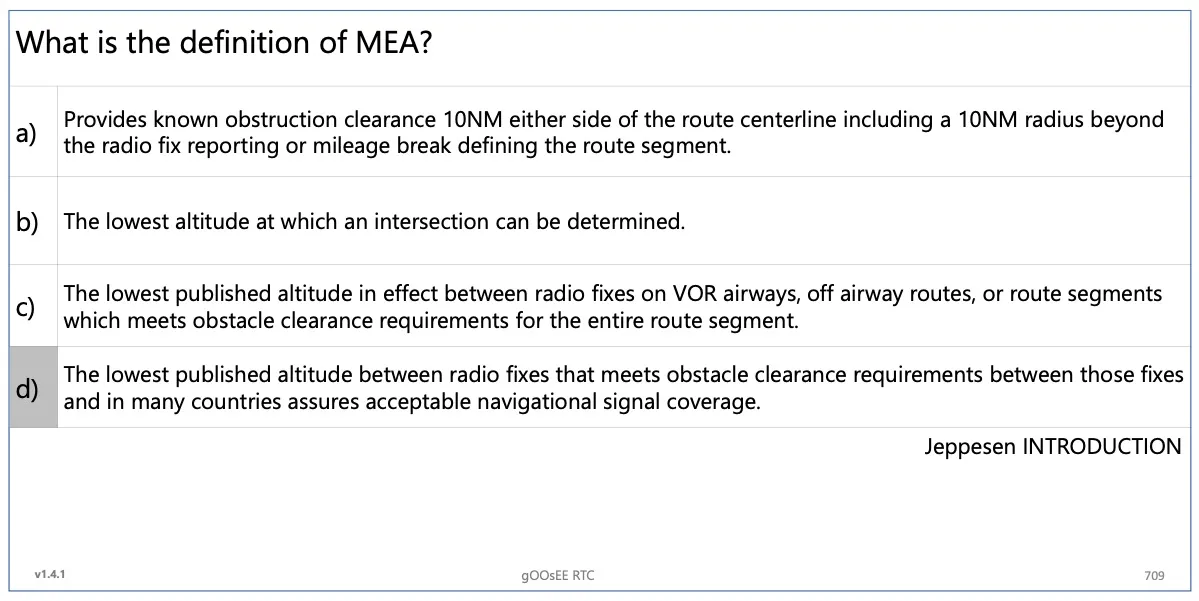 What is the definition of MEA?
a)
Provides known obstruction clearance 10NM either side of the route centerline including a 10NM radius beyond
the radio fix reporting or mileage break defining the route segment.
b)
The lowest altitude at which an intersection can be determined.
c)
The lowest published altitude in effect between radio fixes on VOR airways, off airway routes, or route segments
which meets obstacle clearance requirements for the entire route segment.
d)
The lowest published altitude between radio fixes that meets obstacle clearance requirements between those fixes
and in many countries assures acceptable navigational signal coverage.
Jeppesen INTRODUCTION
v1.4.1
gOOsEE RTC
709